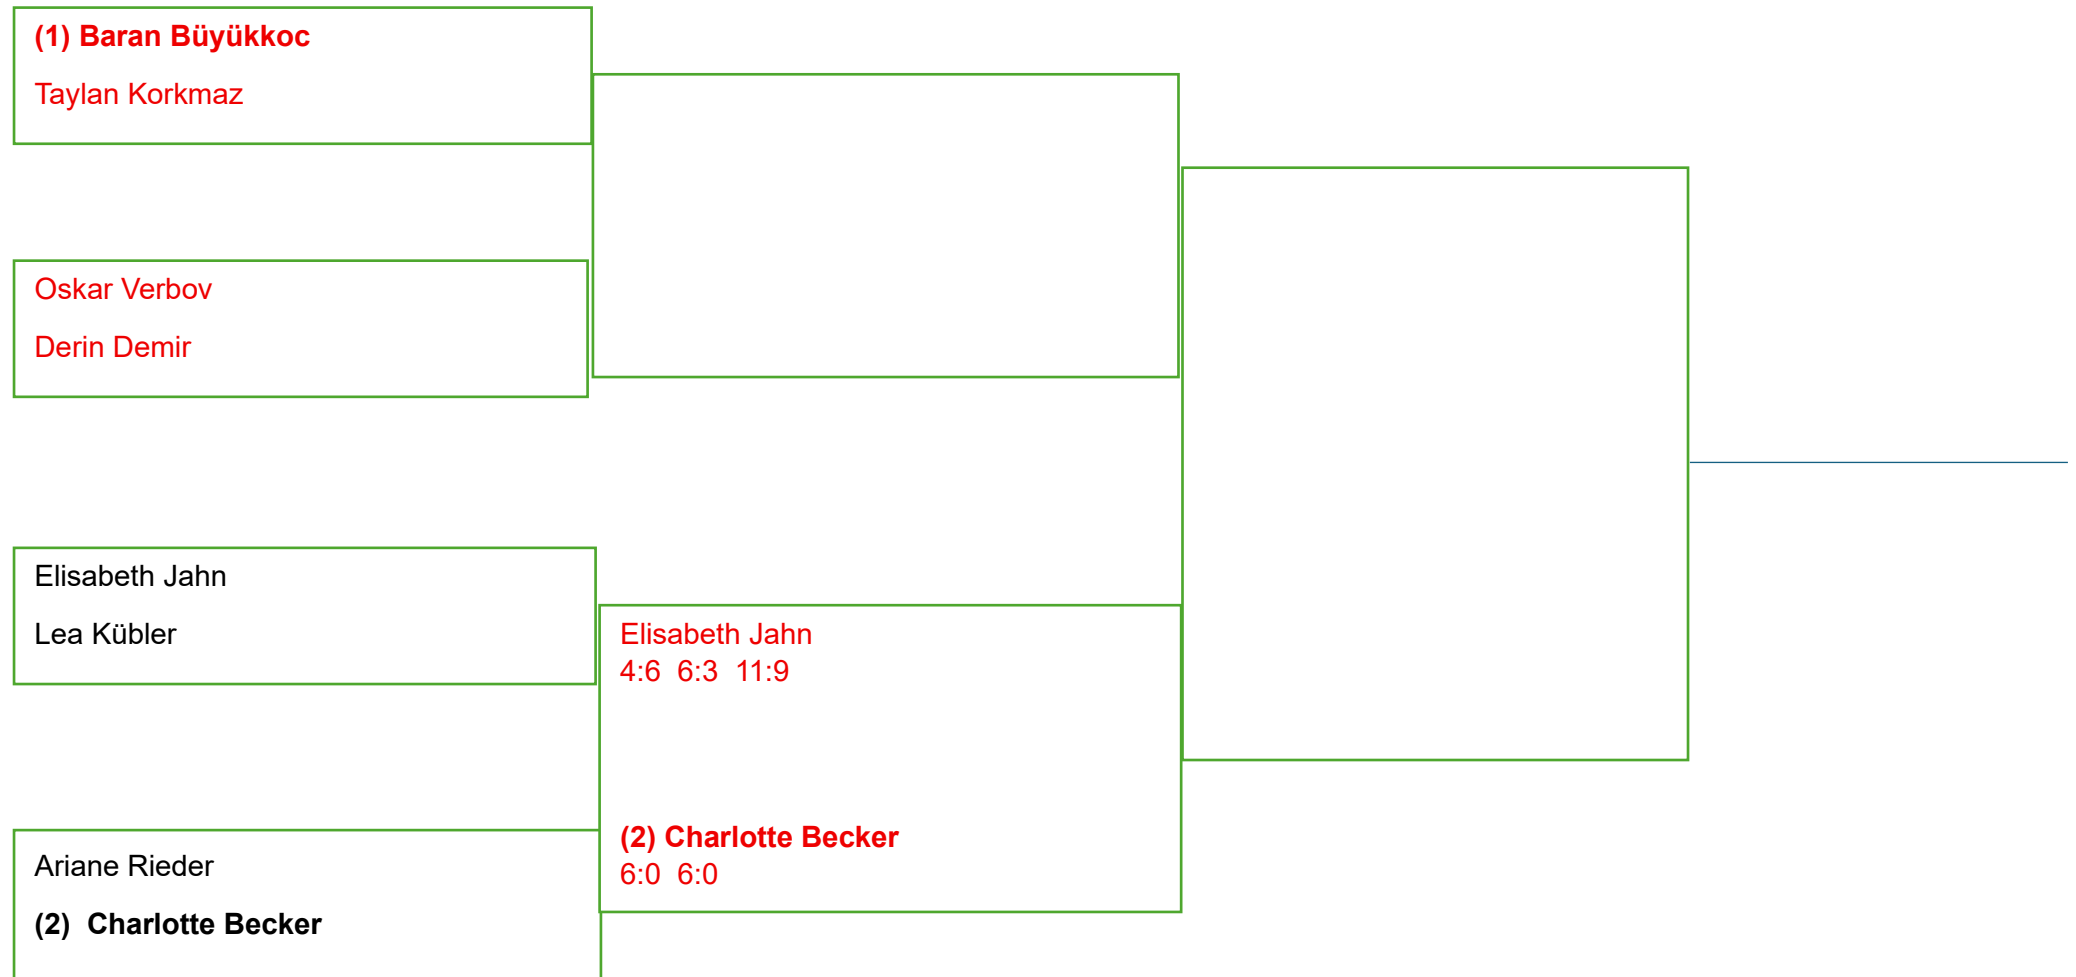 (1) Baran Büyükkoc
Taylan Korkmaz
Oskar Verbov
Derin Demir
Elisabeth Jahn
Lea Kübler
Ariane Rieder
(2) Charlotte Becker
Elisabeth Jahn
4:6 6:3 11:9
(2) Charlotte Becker
6:0 6:0